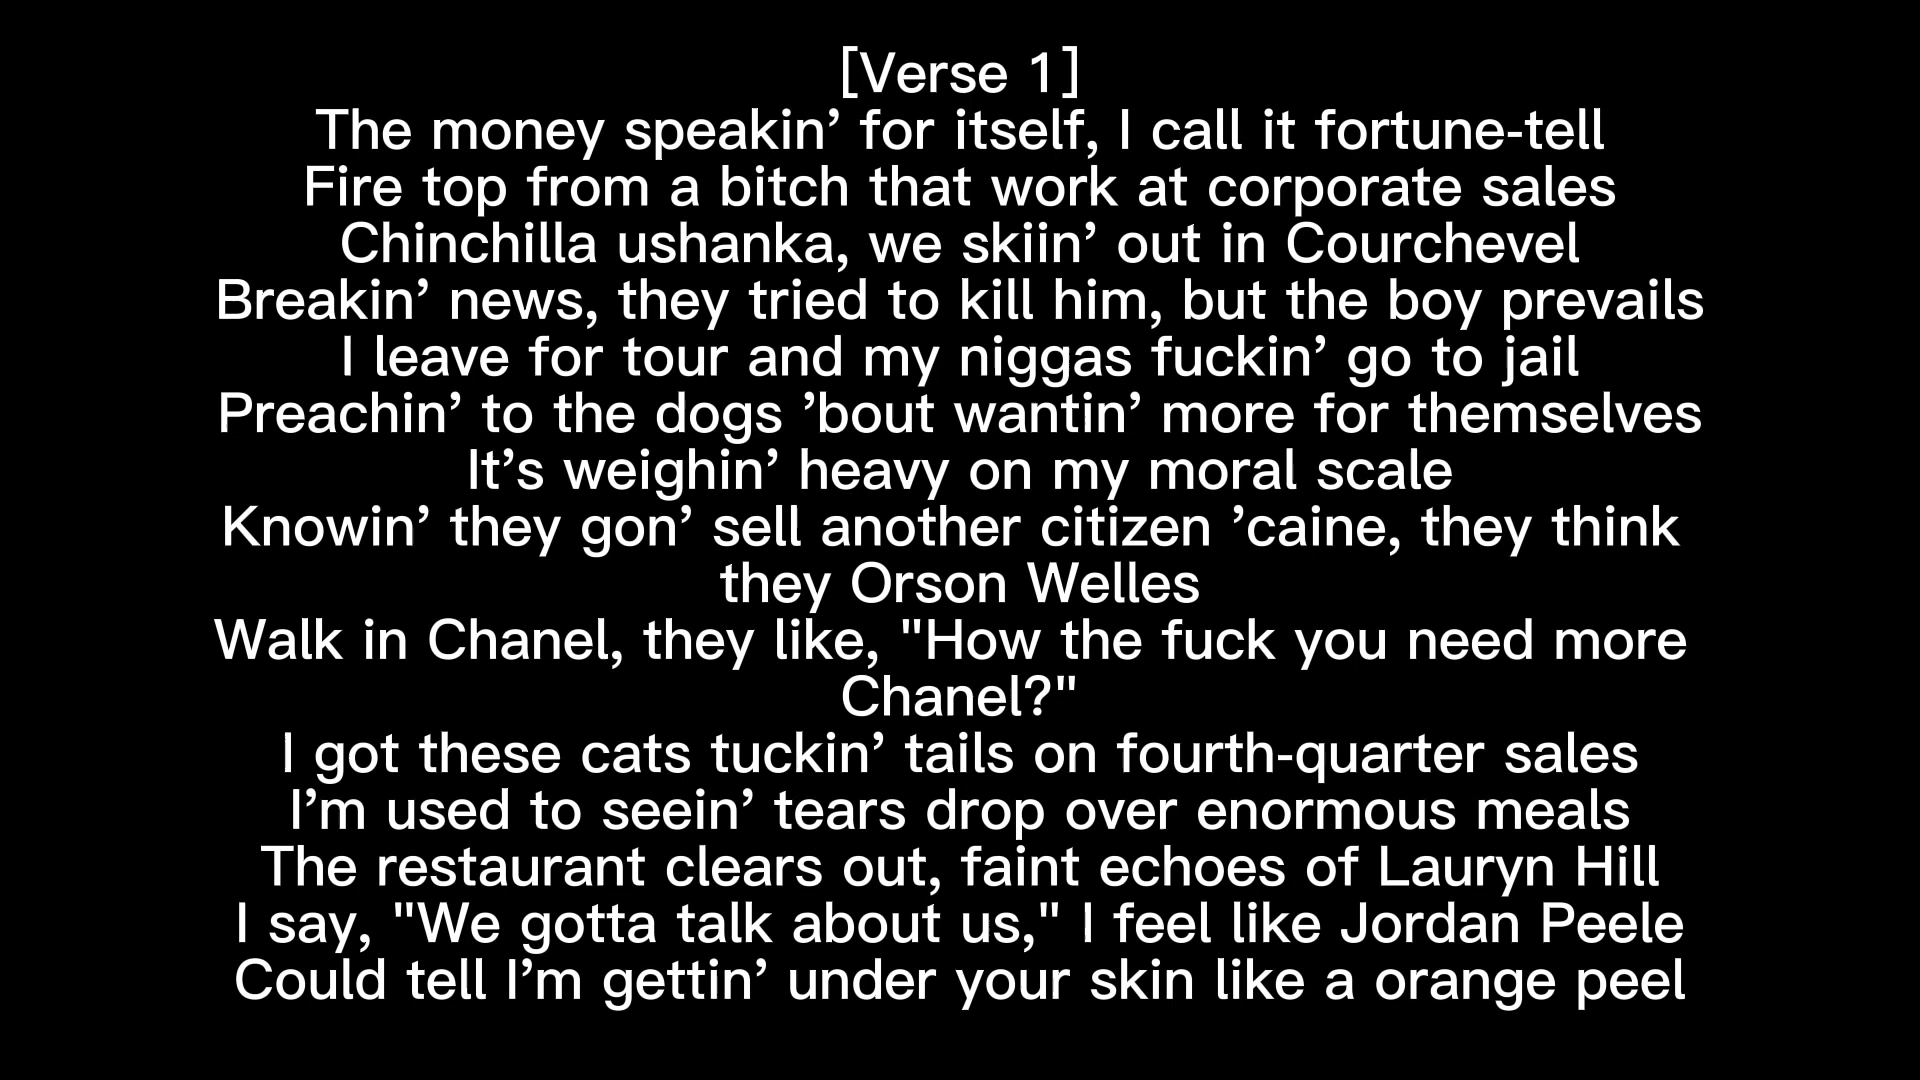 [Verse 1]
The money speakin’ for itself, I call it fortune-tell
Fire top from a bitch that work at corporate sales
Chinchilla ushanka, we skiin’ out in Courchevel
Breakin’ news, they tried to kill him, but the boy prevails
I leave for tour and my niggas fuckin’ go to jail
Preachin’ to the dogs ’bout wantin’ more for themselves
It’s weighin’ heavy on my moral scale
Knowin’ they gon’ sell another citizen ’caine, they think
they Orson Welles
Walk in Chanel, they like, "How the fuck you need more
Chanel?"
I got these cats tuckin’ tails on fourth-quarter sales
I’m used to seein’ tears drop over enormous meals
The restaurant clears out, faint echoes of Lauryn Hill
I say, "We gotta talk about us," I feel like Jordan Peele
Could tell I’m gettin’ under your skin like a orange peel